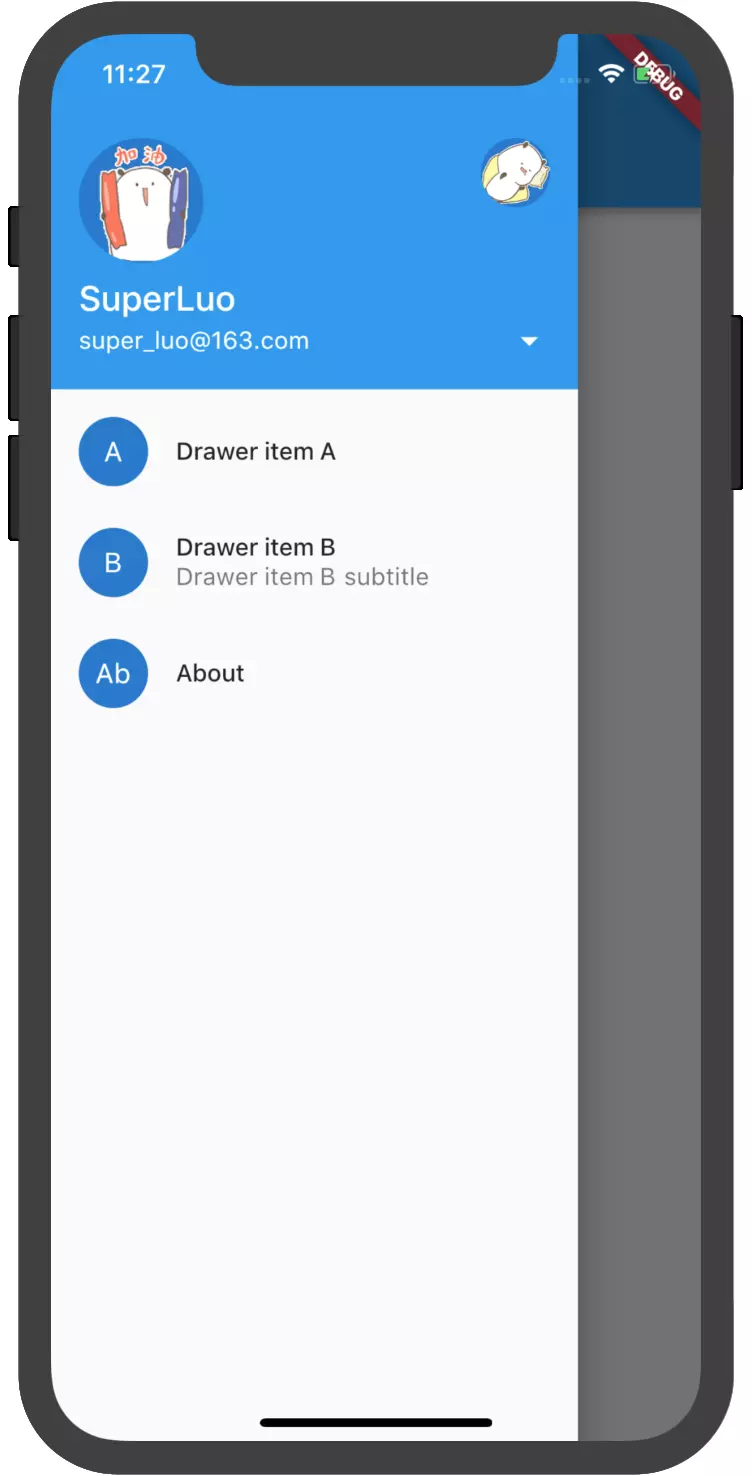 11:27
DEBUG
加油
SuperLuo
super_luo@163.com
A
Drawer item A
B
Drawer item B
Drawer item B subtitle
Ab
About